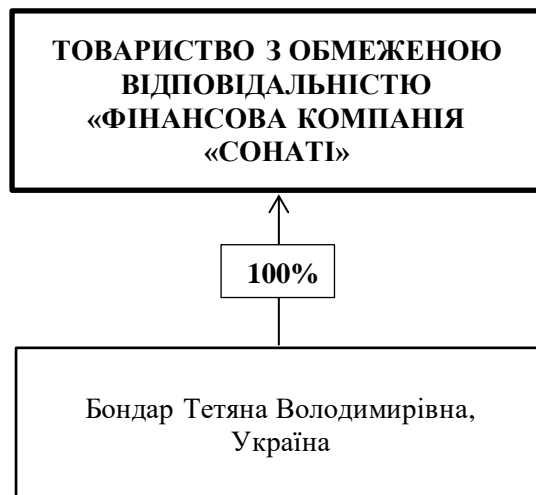 ТОВАРИСТВО З ОБМЕЖЕНОЮ
ВІДПОВІДАЛЬНІСТЮ
«ФІНАНСОВА КОМПАНІЯ
«СОНАТІ»
100%
Бондар Тетяна Володимирівна,
Україна